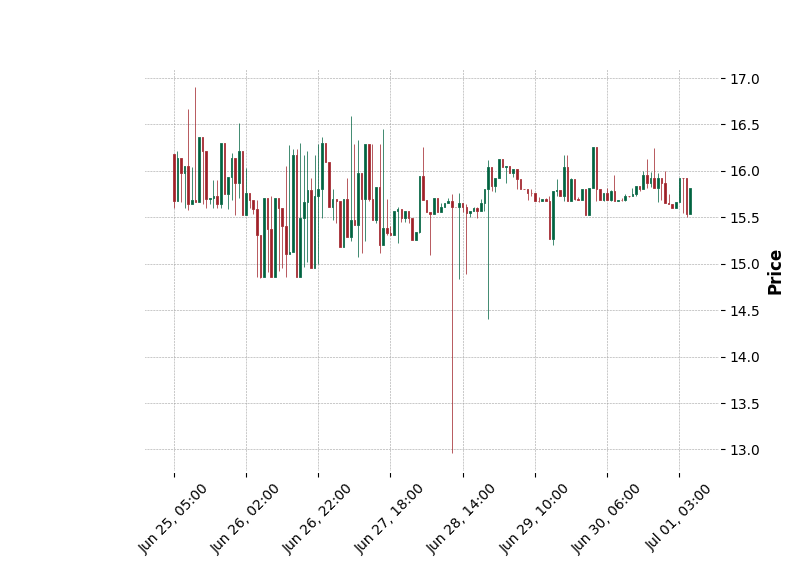 17.0
16.5
16.0
15.5
15.0
14.5
14.0
13.5
13.0
Price
Jun 25, 05:00
Jun 26, 02:00
Jun 26, 22:00
Jun 27, 18:00
Jun 28, 14:00
Jun 29, 10:00
Jun 30, 06:00
Jul 01, 03:00